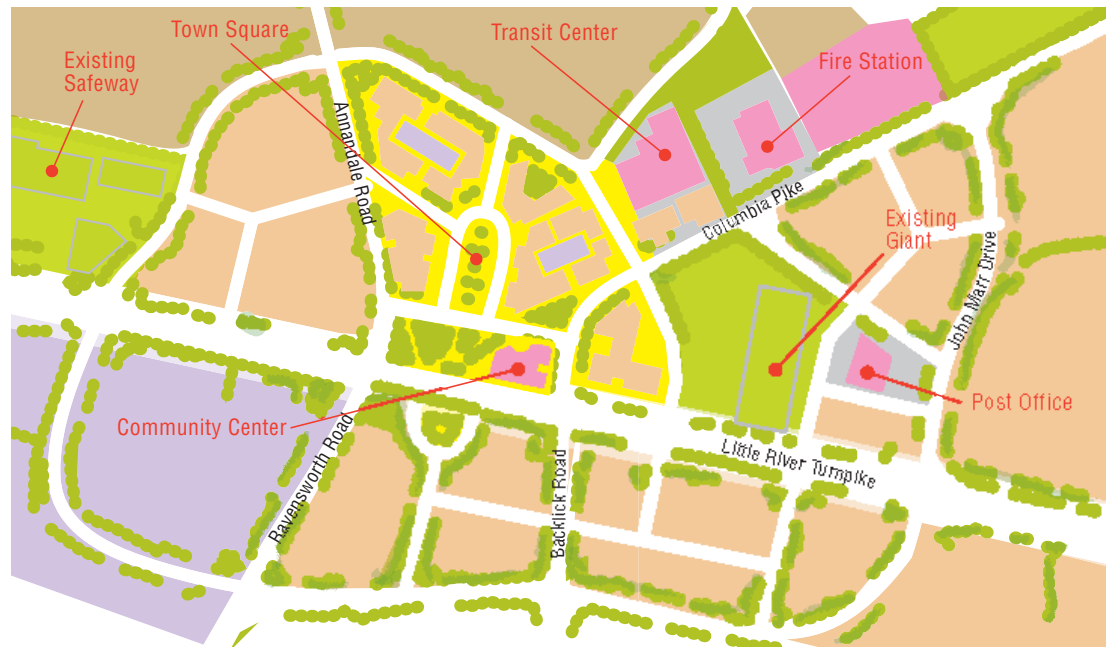 Town Square
Transit Center
Existing
Safeway
Fire Station
Annandale Road
Columbia Pike
Existing
Giant
John Marr Drive
Post Office
Community Center
Ravensworth Road
Backlick Road
Little River Turnpike